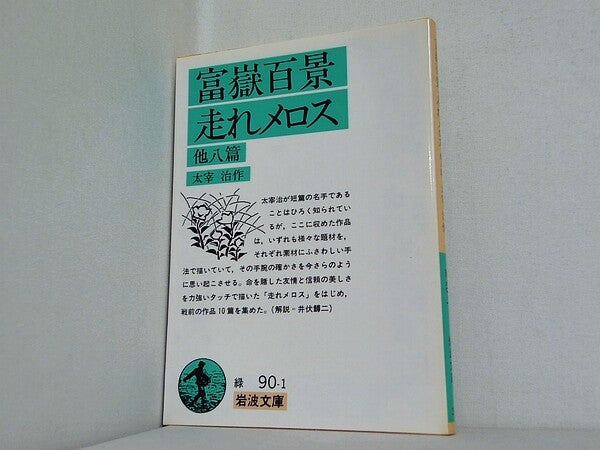 富嶽百景
走れメロス
他八篇
太宰 治作
太宰治が短篇の名手である
ことはひろく知られてい
るが，ここに収めた作品
は，いずれも様々な題材を，
それぞれ素材にふさわしい手
法で描いていて，その手腕の確かさを今さらのよう
に思い起こさせる。命を賭した友情と信頼の美しさ
を力強いタッチで描いた「走れメロス」をはじめ，
戦前の作品10篇を集めた。（解説＝井伏鱒二）
緑 90-1
岩波文庫